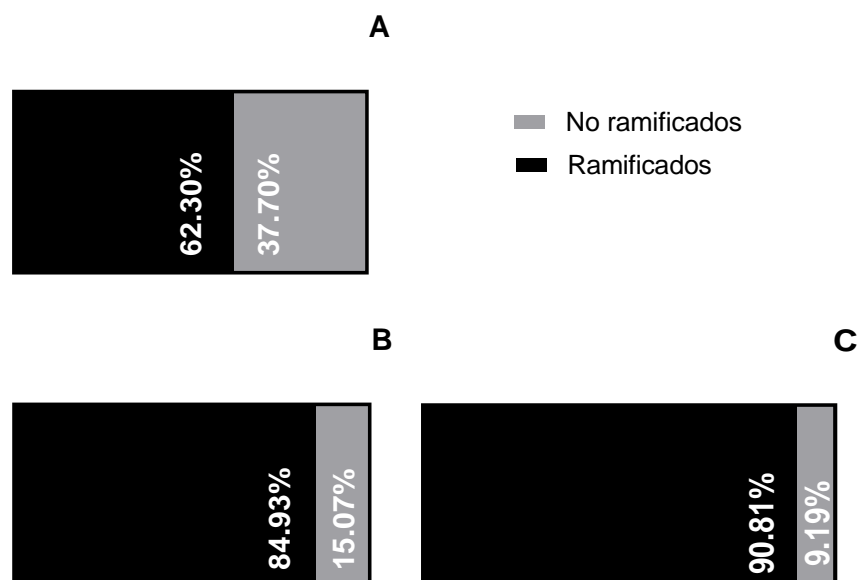 A
62.30%
37.70%
No ramificados
Ramificados
B
84.93%
15.07%
C
90.81%
9.19%